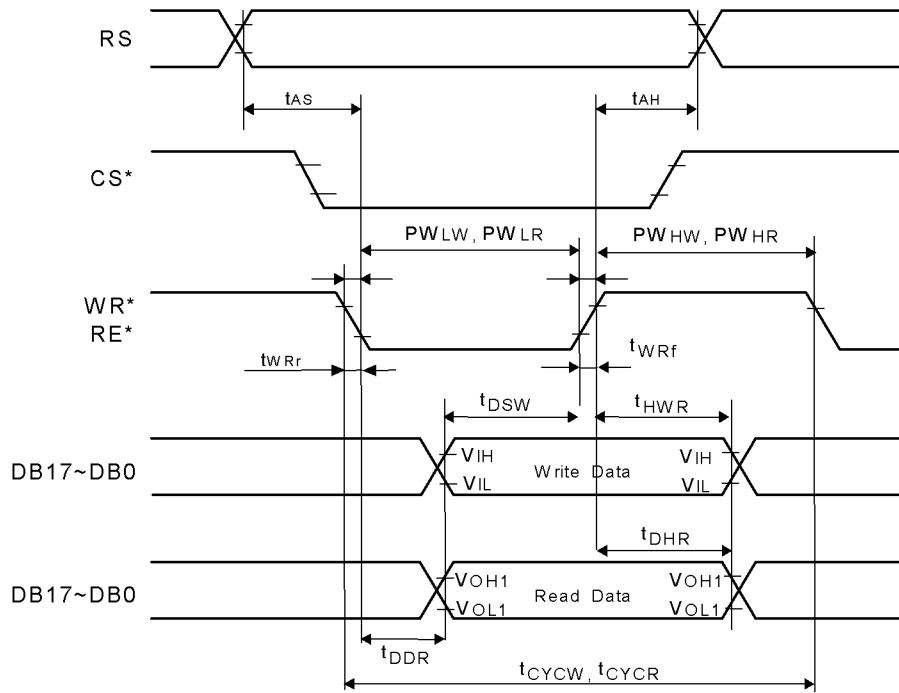 RS
tAS
tAH
CS*
PWLW, PWLR
PWHW, PWHR
WR*
RE*
tWRr
tWRf
tDSW
tHWR
DB17~DB0
VIH
VIL
Write Data
VIH
VIL
tDHR
DB17~DB0
VOH1
VOL1
Read Data
VOH1
VOL1
tDDR
tCYCW, tCYCR